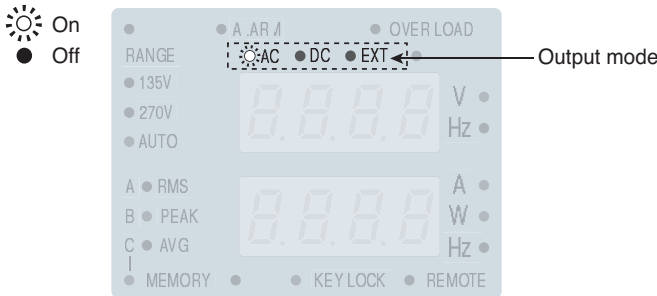 On
Off
OVER LOAD
RANGE
AC DC EXT
Output mode
135V
270V
V
Hz
AUTO
A RMS
B PEAK
C AVG
A
W
Hz
MEMORY KEY LOCK REMOTE